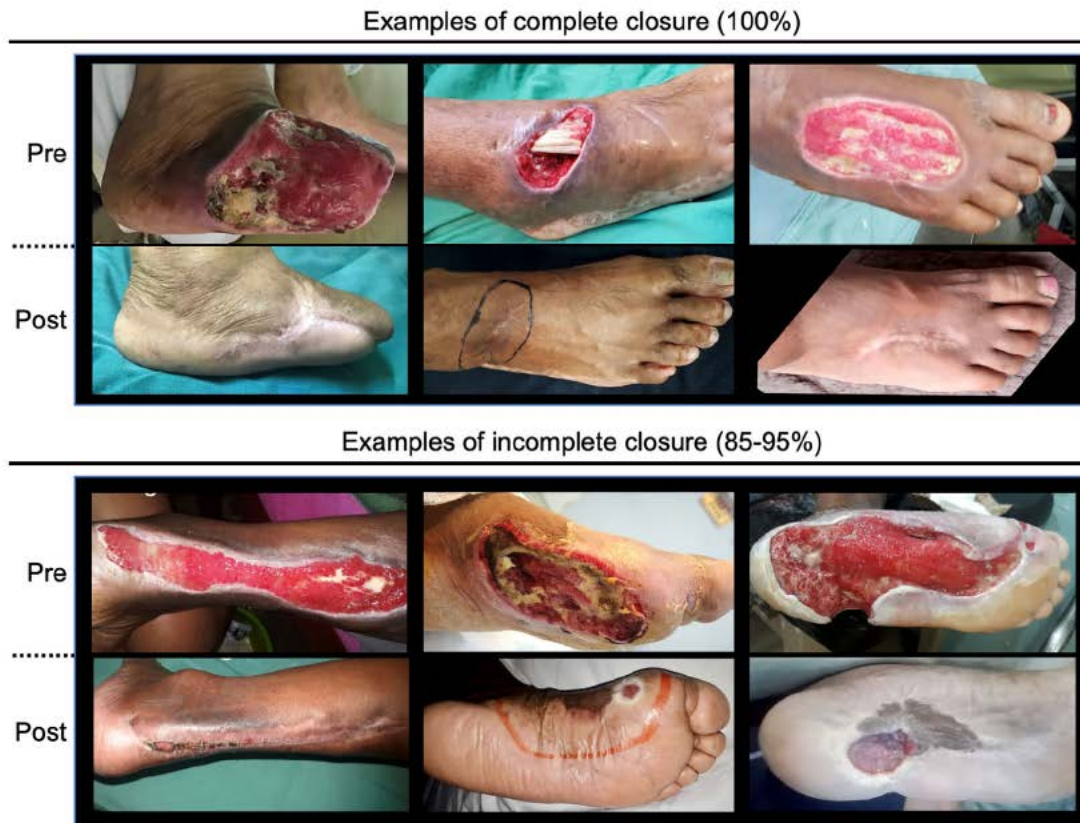 Examples of complete closure (100%)
Pre
Post
Examples of incomplete closure (85-95%)
Pre
Post